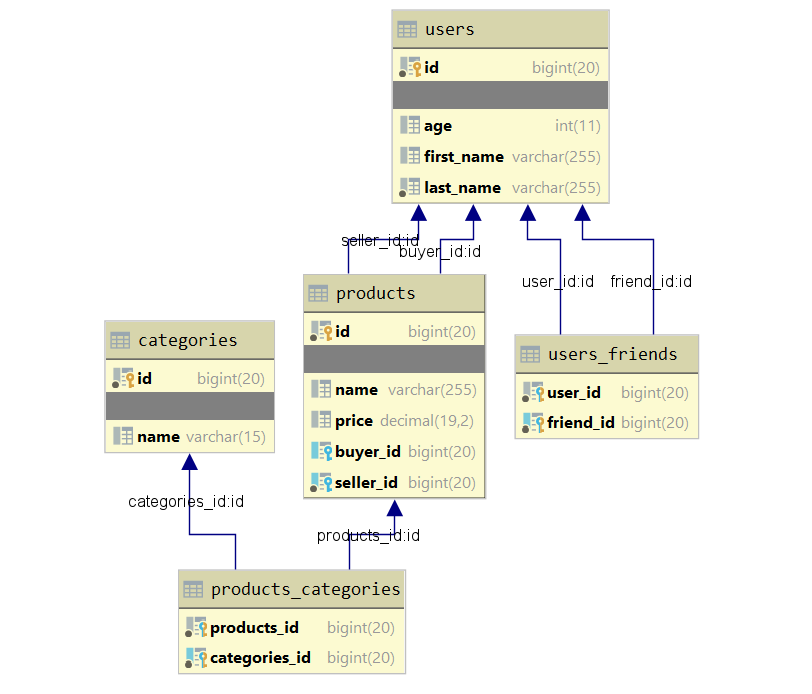 users
id bigint(20)
age int(11)
first_name varchar(255)
last_name varchar(255)
seller_id:id
buyer_id:id
user_id:id
friend_id:id
products
id bigint(20)
name varchar(255)
price decimal(19,2)
buyer_id bigint(20)
seller_id bigint(20)
categories
id bigint(20)
name varchar(15)
users_friends
user_id bigint(20)
friend_id bigint(20)
categories_id:id
products_id:id
products_categories
products_id bigint(20)
categories_id bigint(20)